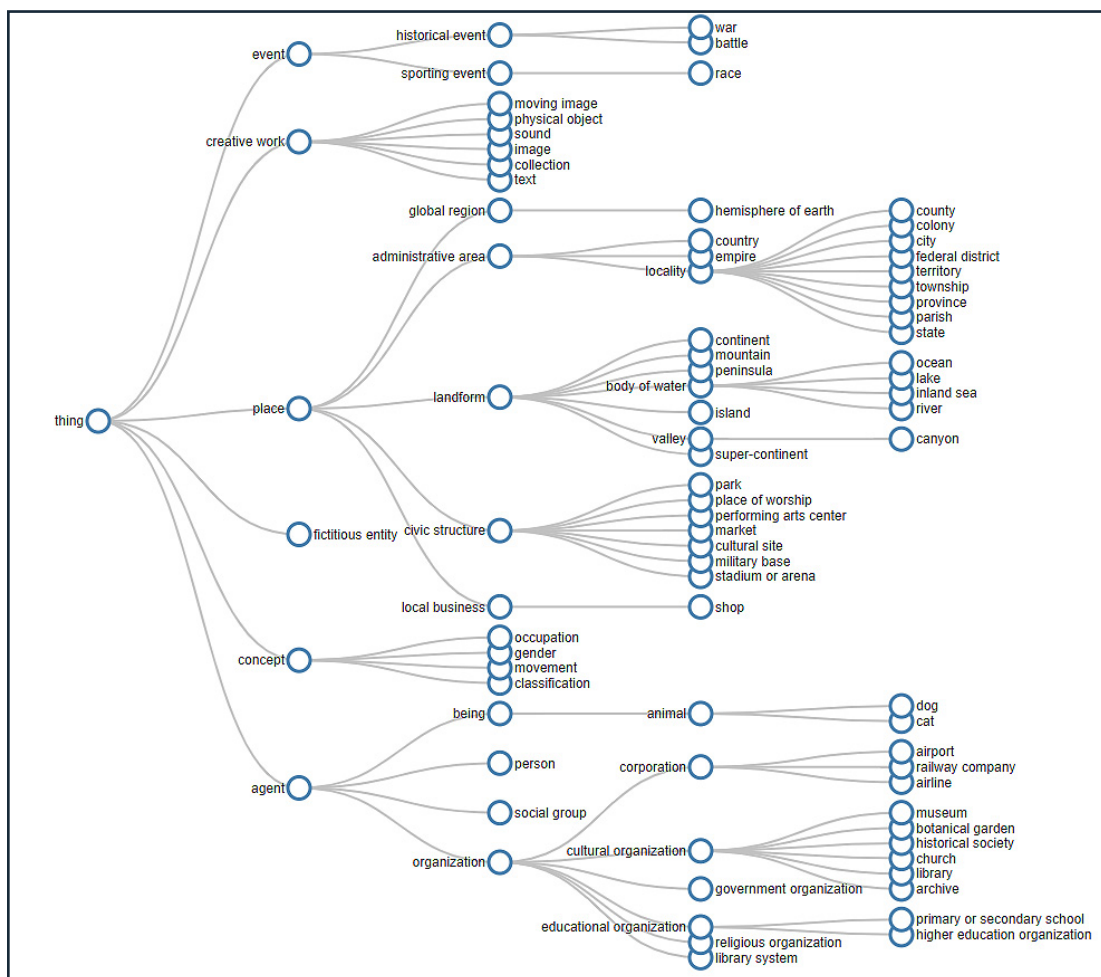 thing
event
historical event
war
battle
sporting event
race
creative work
moving image
physical object
sound
image
collection
text
place
global region
hemisphere of earth
administrative area
country
empire
locality
county
colony
city
federal district
territory
township
province
parish
state
landform
continent
mountain
peninsula
body of water
ocean
lake
inland sea
river
island
valley
canyon
super-continent
civic structure
park
place of worship
performing arts center
market
cultural site
military base
stadium or arena
local business
shop
fictitious entity
concept
occupation
gender
movement
classification
agent
being
animal
dog
cat
person
social group
organization
corporation
airport
railway company
airline
cultural organization
museum
botanical garden
historical society
church
library
archive
government organization
educational organization
primary or secondary school
higher education organization
religious organization
library system